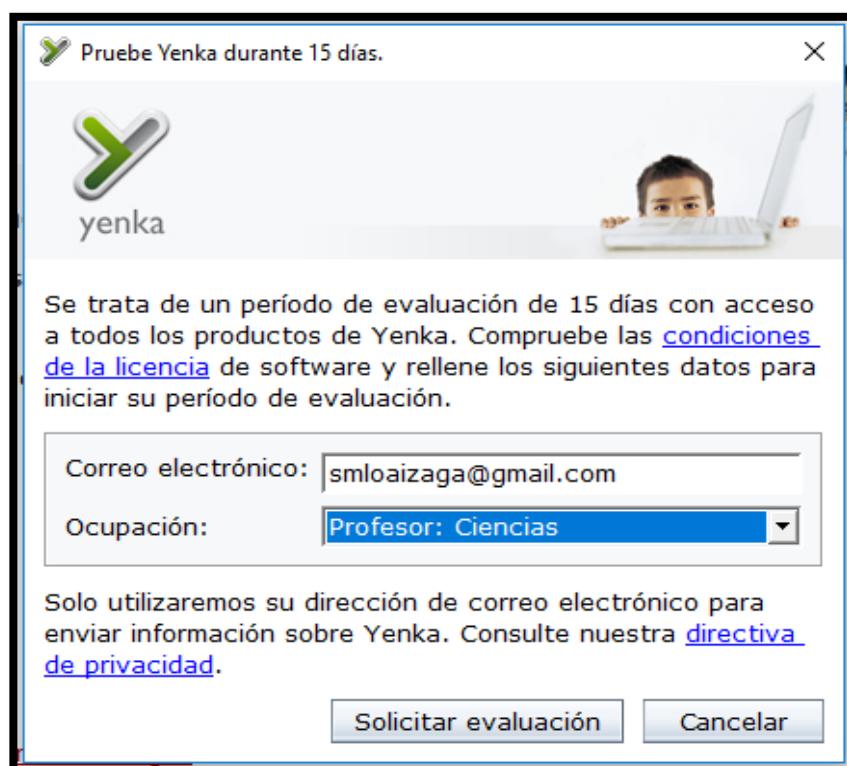 Pruebe Yenka durante 15 días.
yenka
Se trata de un período de evaluación de 15 días con acceso
a todos los productos de Yenka. Compruebe las condiciones
de la licencia de software y rellene los siguientes datos para
iniciar su período de evaluación.
Correo electrónico: smloaizaga@gmail.com
Ocupación: Profesor: Ciencias
Solo utilizaremos su dirección de correo electrónico para
enviar información sobre Yenka. Consulte nuestra directiva
de privacidad.
Solicitar evaluación Cancelar